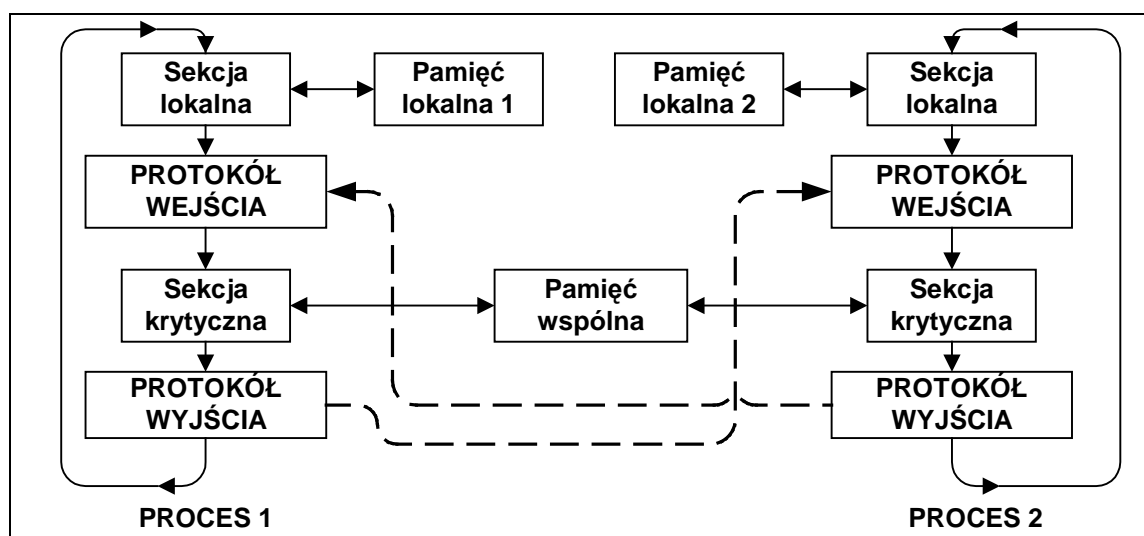 Sekcja
lokalna
Pamięć
lokalna 1
Pamięć
lokalna 2
Sekcja
lokalna
PROTOKÓŁ
WEJŚCIA
PROTOKÓŁ
WEJŚCIA
Sekcja
krytyczna
Pamięć
wspólna
Sekcja
krytyczna
PROTOKÓŁ
WYJŚCIA
PROTOKÓŁ
WYJŚCIA
PROCES 1
PROCES 2